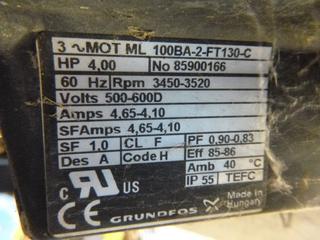 3 ~MOT ML 100BA-2-FT130-C
HP 4,00 No 85900166
60 Hz Rpm 3450-3520
Volts 500-600D
Amps 4,65-4,10
SFAmps 4,65-4,10
SF 1.0 CL F PF 0,90-0,83
Des A Code H Eff 85-86
Amb 40 °C
IP 55 TEFC
C RU US
CE GRUNDFOS Made in
Hungary